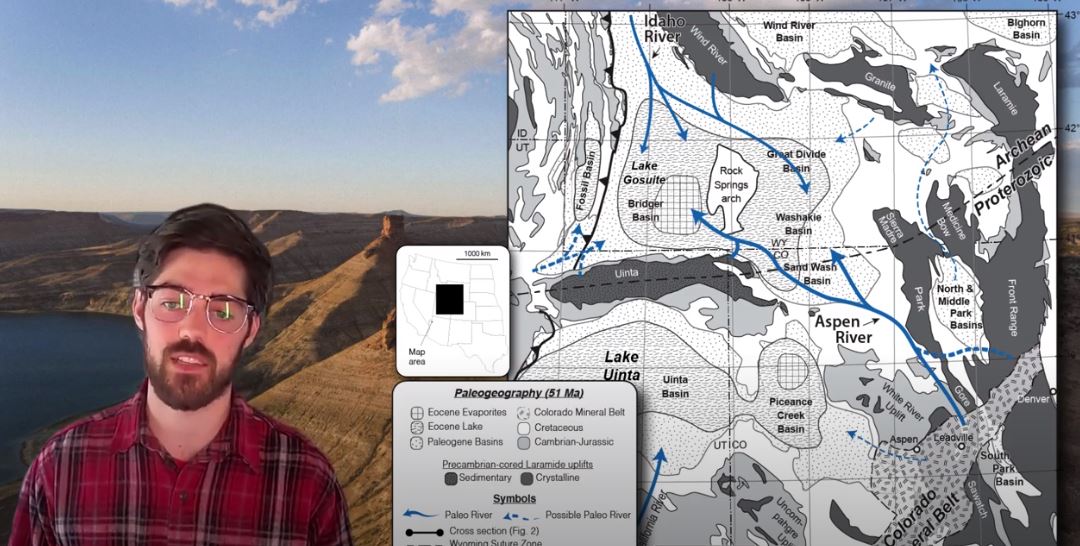 43°
Idaho
River
Wind River
Wind River
Basin
Bighorn
Basin
Granite
Laramie
42°
ID
UT
Fossil Basin
Lake
Gosuite
Bridger
Basin
Rock
Springs
arch
Great Divide
Basin
Archean
Proterozoic
Washakie
Basin
Sierra
Madre
Medicine
Bow
WY
CO
Sand Wash
Basin
Uinta
1000 km
Map
area
Aspen
River
Park
North &
Middle
Park
Basins
Front Range
Lake
Uinta
Uinta
Basin
Piceance
Creek
Basin
White River
Uplift
Gore
Denver
Aspen
Leadville
UT
CO
South
Park
Basin
Sawatch
Colorado
Belt
Paleogeography (51 Ma)
Eocene Evaporites
Colorado Mineral Belt
Eocene Lake
Cretaceous
Paleogene Basins
Cambrian-Jurassic
Precambrian-cored Laramide uplifts
Sedimentary
Crystalline
Symbols
Paleo River
Possible Paleo River
Cross section (Fig. 2)
Wyoming Suture Zone
River
Uncom-
pahgre